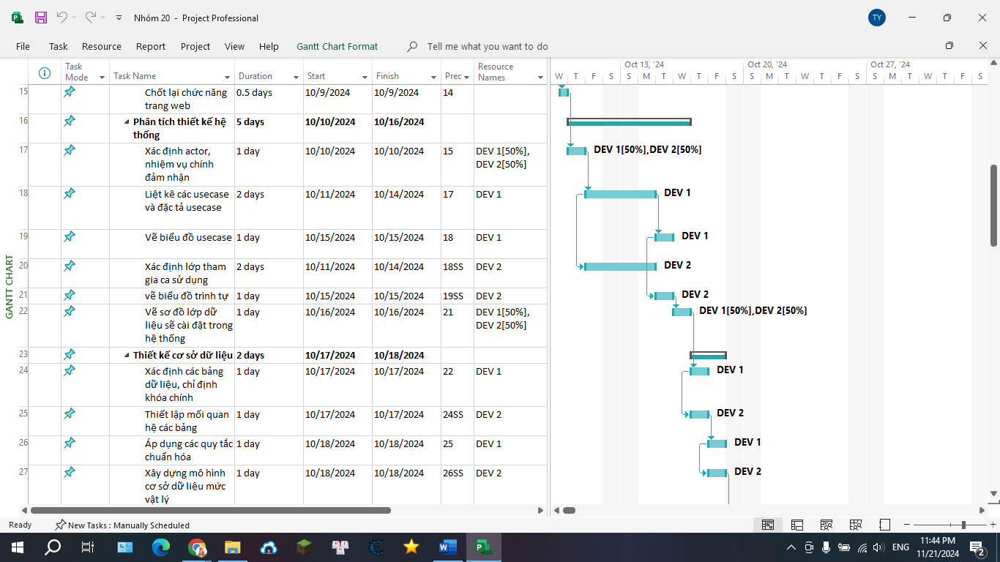 Nhóm 20 - Project Professional
TY
File Task Resource Report Project View Help Gantt Chart Format Tell me what you want to do
Task Mode Task Name Duration Start Finish Prec Resource Names
Oct 13, '24 Oct 20, '24 Oct 27, '24
W T F S S M T W T F S S M T W T F S S M T W T F S
15 Chốt lại chức năng 0.5 days 10/9/2024 10/9/2024 14
trang web
16 Phân tích thiết kế hệ 5 days 10/10/2024 10/16/2024
thống
17 Xác định actor, 1 day 10/10/2024 10/10/2024 15 DEV 1[50%], DEV 1[50%],DEV 2[50%]
nhiệm vụ chính DEV 2[50%]
đảm nhận
18 Liệt kê các usecase 2 days 10/11/2024 10/14/2024 17 DEV 1 DEV 1
và đặc tả usecase
19 Vẽ biểu đồ usecase 1 day 10/15/2024 10/15/2024 18 DEV 1 DEV 1
20 Xác định lớp tham 2 days 10/11/2024 10/14/2024 18SS DEV 2 DEV 2
gia ca sử dụng
21 vẽ biểu đồ trình tự 1 day 10/15/2024 10/15/2024 19SS DEV 2 DEV 2
22 Vẽ sơ đồ lớp dữ 1 day 10/16/2024 10/16/2024 21 DEV 1[50%], DEV 1[50%],DEV 2[50%]
liệu sẽ cài đặt trong DEV 2[50%]
hệ thống
23 Thiết kế cơ sở dữ liệu 2 days 10/17/2024 10/18/2024
24 Xác định các bảng 1 day 10/17/2024 10/17/2024 22 DEV 1 DEV 1
dữ liệu, chỉ định
khóa chính
25 Thiết lập mối quan 1 day 10/17/2024 10/17/2024 24SS DEV 2 DEV 2
hệ các bảng
26 Áp dụng các quy tắc 1 day 10/18/2024 10/18/2024 25 DEV 1 DEV 1
chuẩn hóa
27 Xây dựng mô hình 1 day 10/18/2024 10/18/2024 26SS DEV 2 DEV 2
cơ sở dữ liệu mức
vật lý
GANTT CHART
Ready New Tasks : Manually Scheduled
ENG 11:44 PM
11/21/2024 2